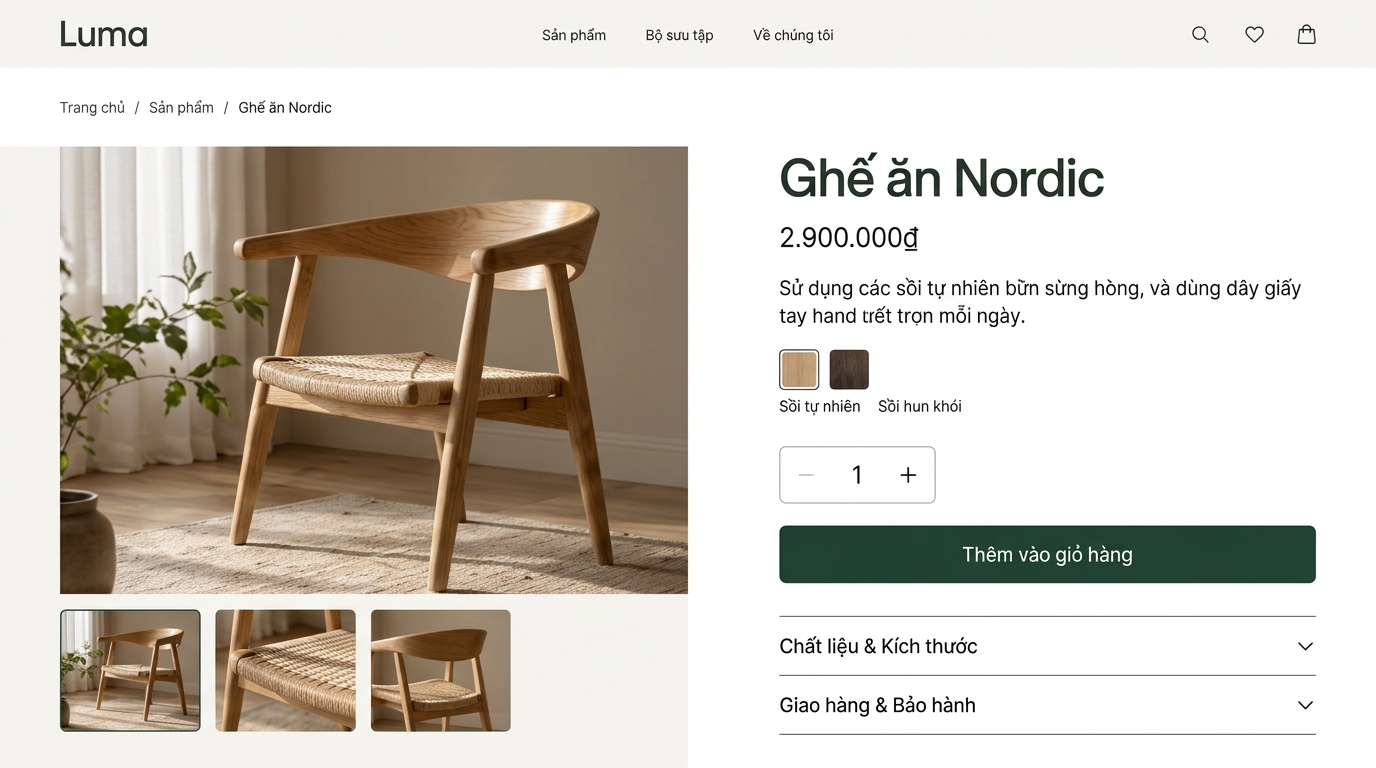 Luma
Sản phẩm
Bộ sưu tập
Về chúng tôi
Trang chủ / Sản phẩm / Ghế ăn Nordic
Ghế ăn Nordic
2.900.000₫
Sử dụng các sồi tự nhiên bữn sừng hòng, và dùng dây giấy
tay hand trết trọn mỗi ngày.
Sồi tự nhiên
Sồi hun khói
1
Thêm vào giỏ hàng
Chất liệu & Kích thước
Giao hàng & Bảo hành